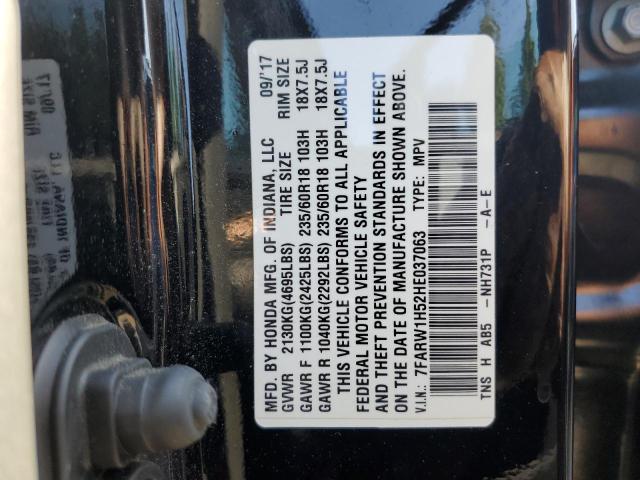 MFD. BY HONDA MFG. OF INDIANA, LLC 09/'17
GVWR 2130KG(4695LBS) TIRE SIZE RIM SIZE
GAWR F 1100KG(2425LBS) 235/60R18 103H 18X7.5J
GAWR R 1040KG(2292LBS) 235/60R18 103H 18X7.5J
THIS VEHICLE CONFORMS TO ALL APPLICABLE
FEDERAL MOTOR VEHICLE SAFETY
AND THEFT PREVENTION STANDARDS IN EFFECT
ON THE DATE OF MANUFACTURE SHOWN ABOVE.
V.I.N.: 7FARW1H52HE037063 TYPE: MPV
TNS H AB5 -NH731P -A-E